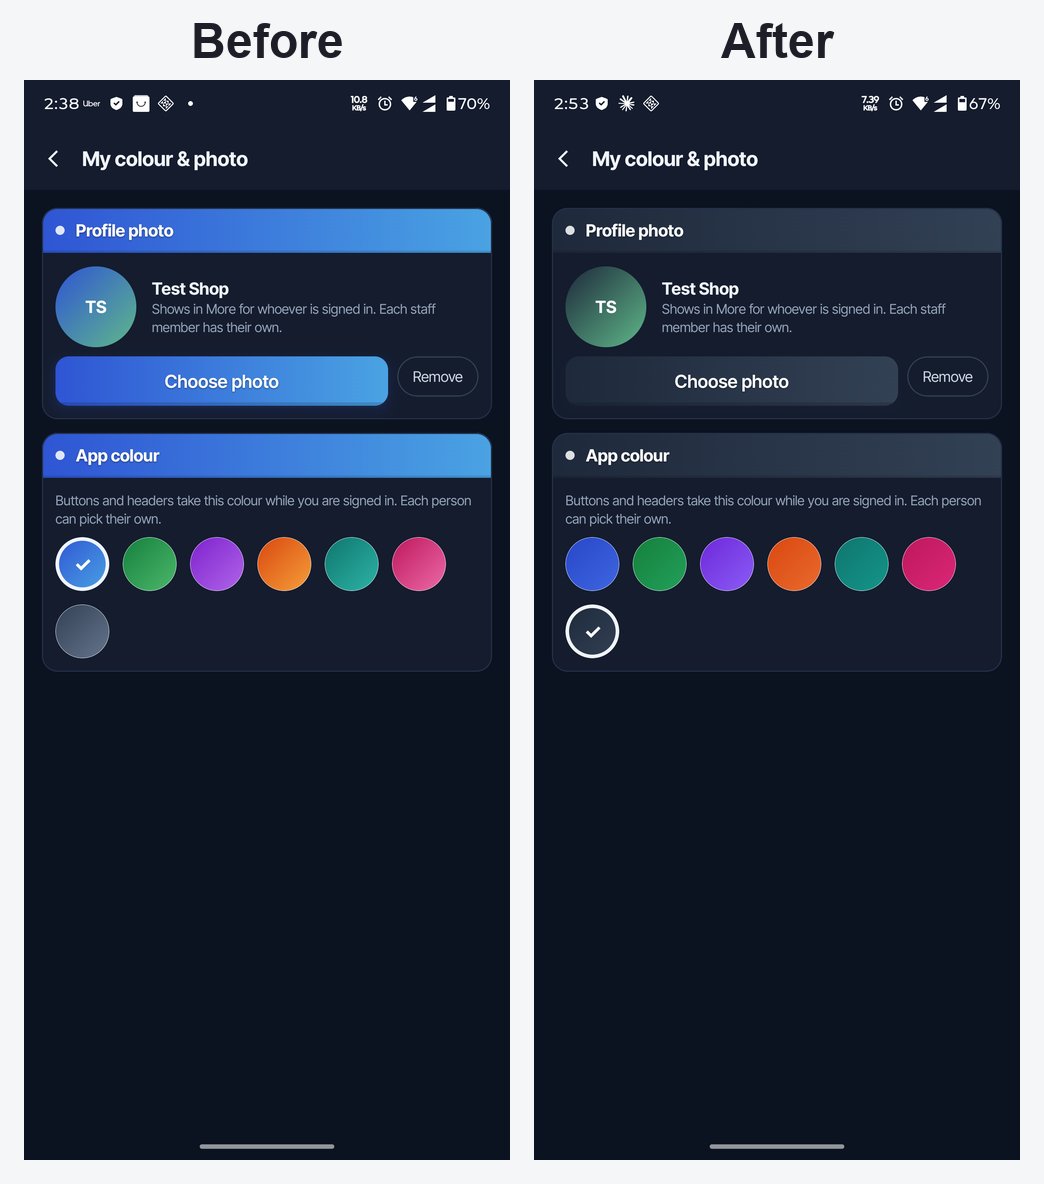 Before
After
2:38 Uber
10.8 KB/s
70%
My colour & photo
Profile photo
TS
Test Shop
Shows in More for whoever is signed in. Each staff
member has their own.
Choose photo
Remove
App colour
Buttons and headers take this colour while you are signed in. Each person
can pick their own.
2:53
7.39 KB/s
67%
My colour & photo
Profile photo
TS
Test Shop
Shows in More for whoever is signed in. Each staff
member has their own.
Choose photo
Remove
App colour
Buttons and headers take this colour while you are signed in. Each person
can pick their own.